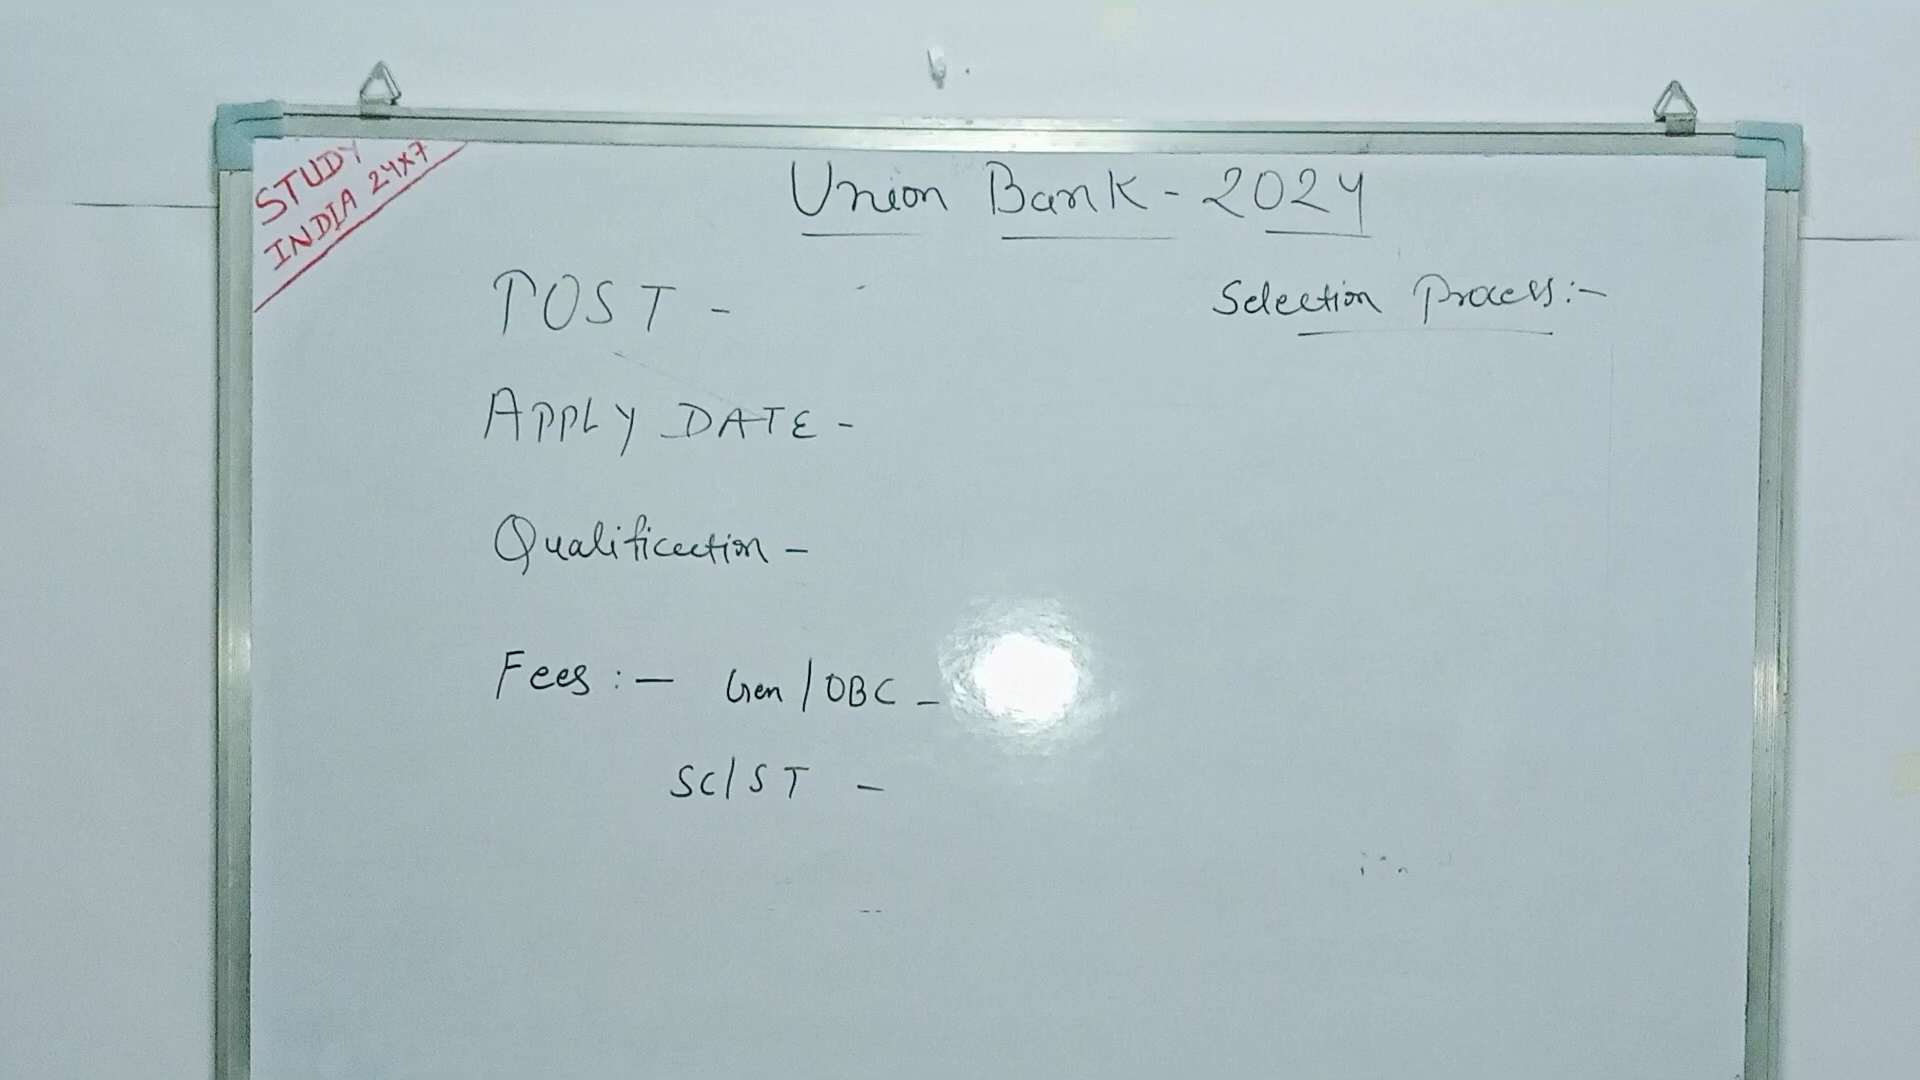 STUDY
INDIA 24x7
Union Bank - 2024
POST -
Selection Process :-
APPLY DATE -
Qualification -
Fees :- Gen / OBC -
SC/ST -